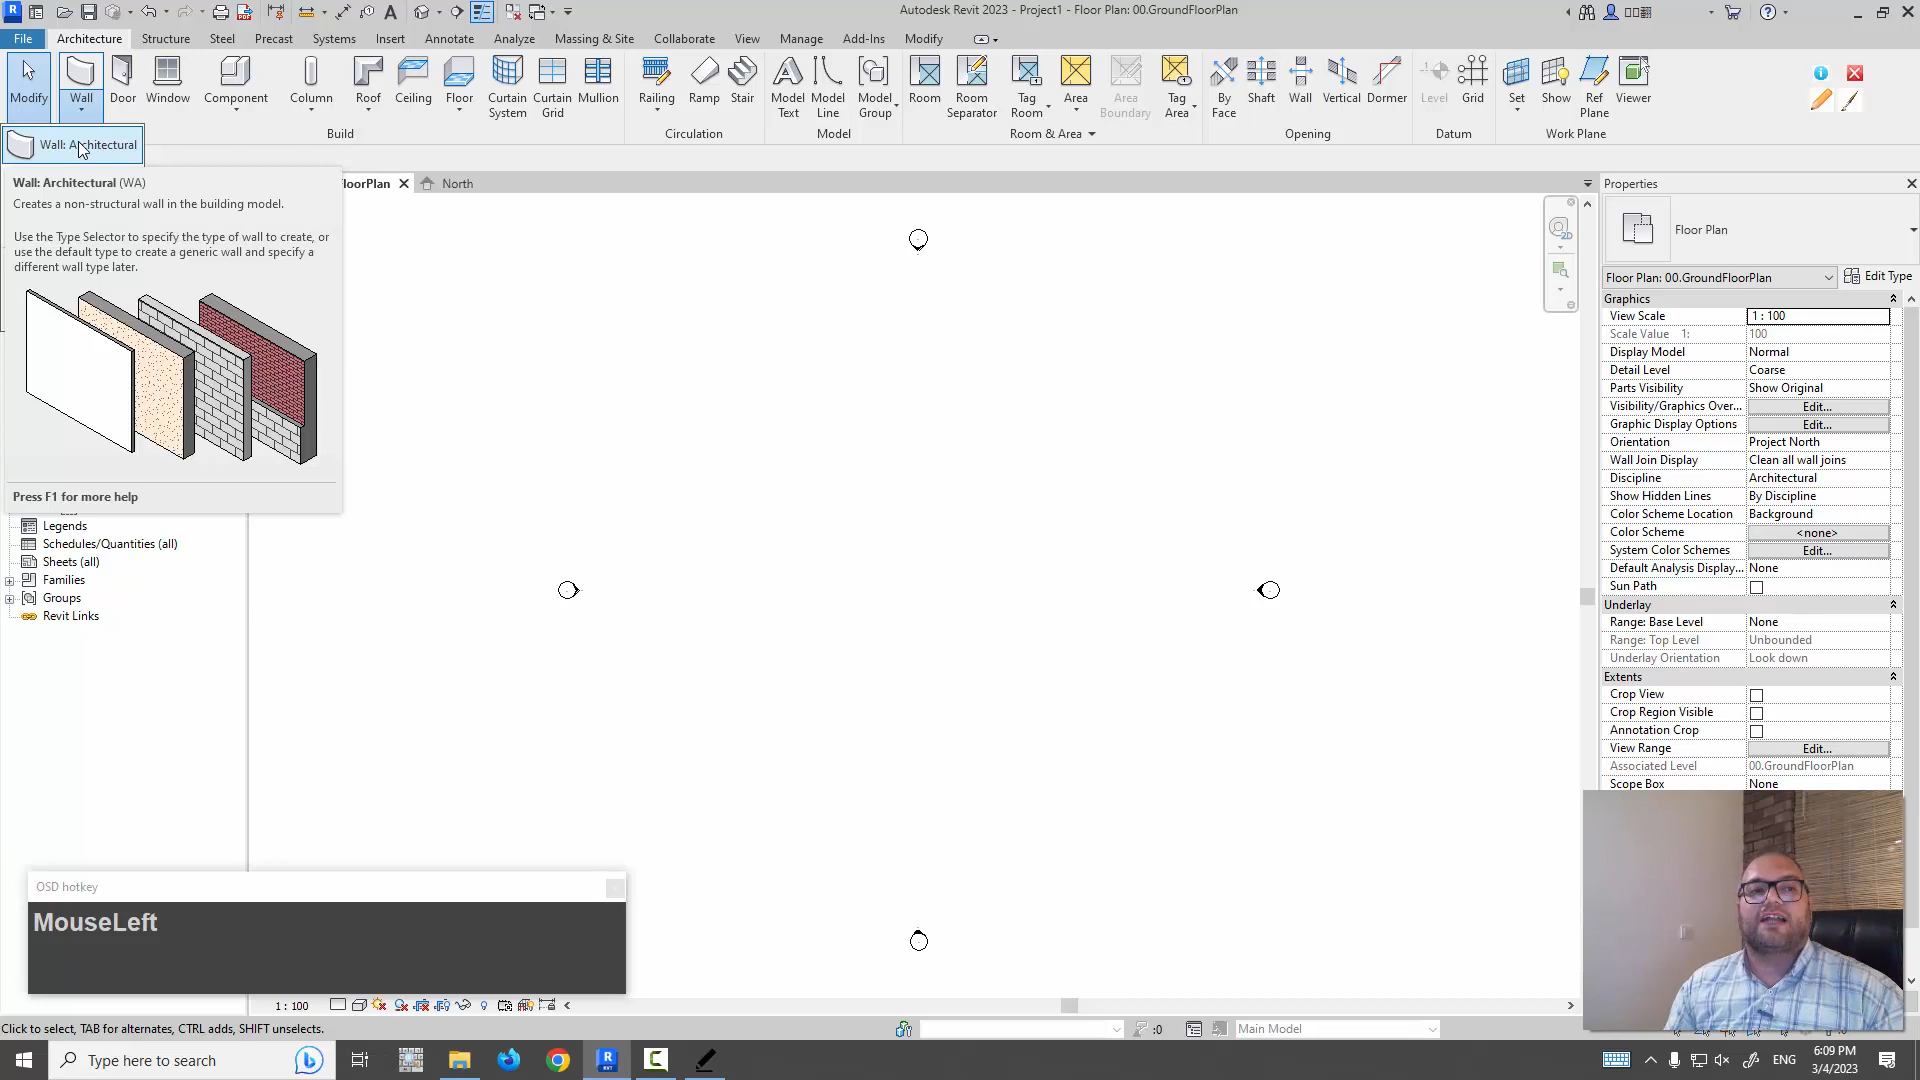 Autodesk Revit 2023 - Project1 - Floor Plan: 00.GroundFloorPlan
File Architecture Structure Steel Precast Systems Insert Annotate Analyze Massing & Site Collaborate View Manage Add-Ins Modify
Modify Wall Door Window Component Column Roof Ceiling Floor Curtain System Curtain Grid Mullion Railing Ramp Stair Model Text Model Line Model Group Room Room Separator Tag Room Area Area Boundary Tag Area By Face Shaft Wall Vertical Dormer Level Grid Set Show Ref Plane Viewer
Build Circulation Model Room & Area Opening Datum Work Plane
Wall: Architectural
Wall: Architectural (WA)
Creates a non-structural wall in the building model.
Use the Type Selector to specify the type of wall to create, or
use the default type to create a generic wall and specify a
different wall type later.
Press F1 for more help
Legends
Schedules/Quantities (all)
Sheets (all)
Families
Groups
Revit Links
loorPlan
North
2D
Properties
Floor Plan
Floor Plan: 00.GroundFloorPlan Edit Type
Graphics
View Scale 1 : 100
Scale Value 1: 100
Display Model Normal
Detail Level Coarse
Parts Visibility Show Original
Visibility/Graphics Over... Edit...
Graphic Display Options Edit...
Orientation Project North
Wall Join Display Clean all wall joins
Discipline Architectural
Show Hidden Lines By Discipline
Color Scheme Location Background
Color Scheme <none>
System Color Schemes Edit...
Default Analysis Display... None
Sun Path
Underlay
Range: Base Level None
Range: Top Level Unbounded
Underlay Orientation Look down
Extents
Crop View
Crop Region Visible
Annotation Crop
View Range Edit...
Associated Level 00.GroundFloorPlan
Scope Box None
OSD hotkey
MouseLeft
1 : 100
Click to select, TAB for alternates, CTRL adds, SHIFT unselects.
:0
Main Model
Type here to search
ENG
6:09 PM
3/4/2023